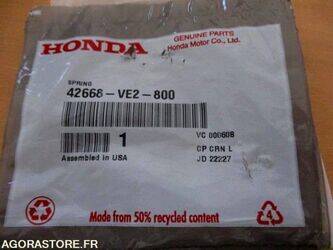 HONDA
GENUINE PARTS
Honda Motor Co., Ltd.
SPRING
42668-VE2-800
1
VC 000608
CP CRN L
Assembled in USA
JD 22227
Made from 50% recycled content
4
AGORASTORE.FR